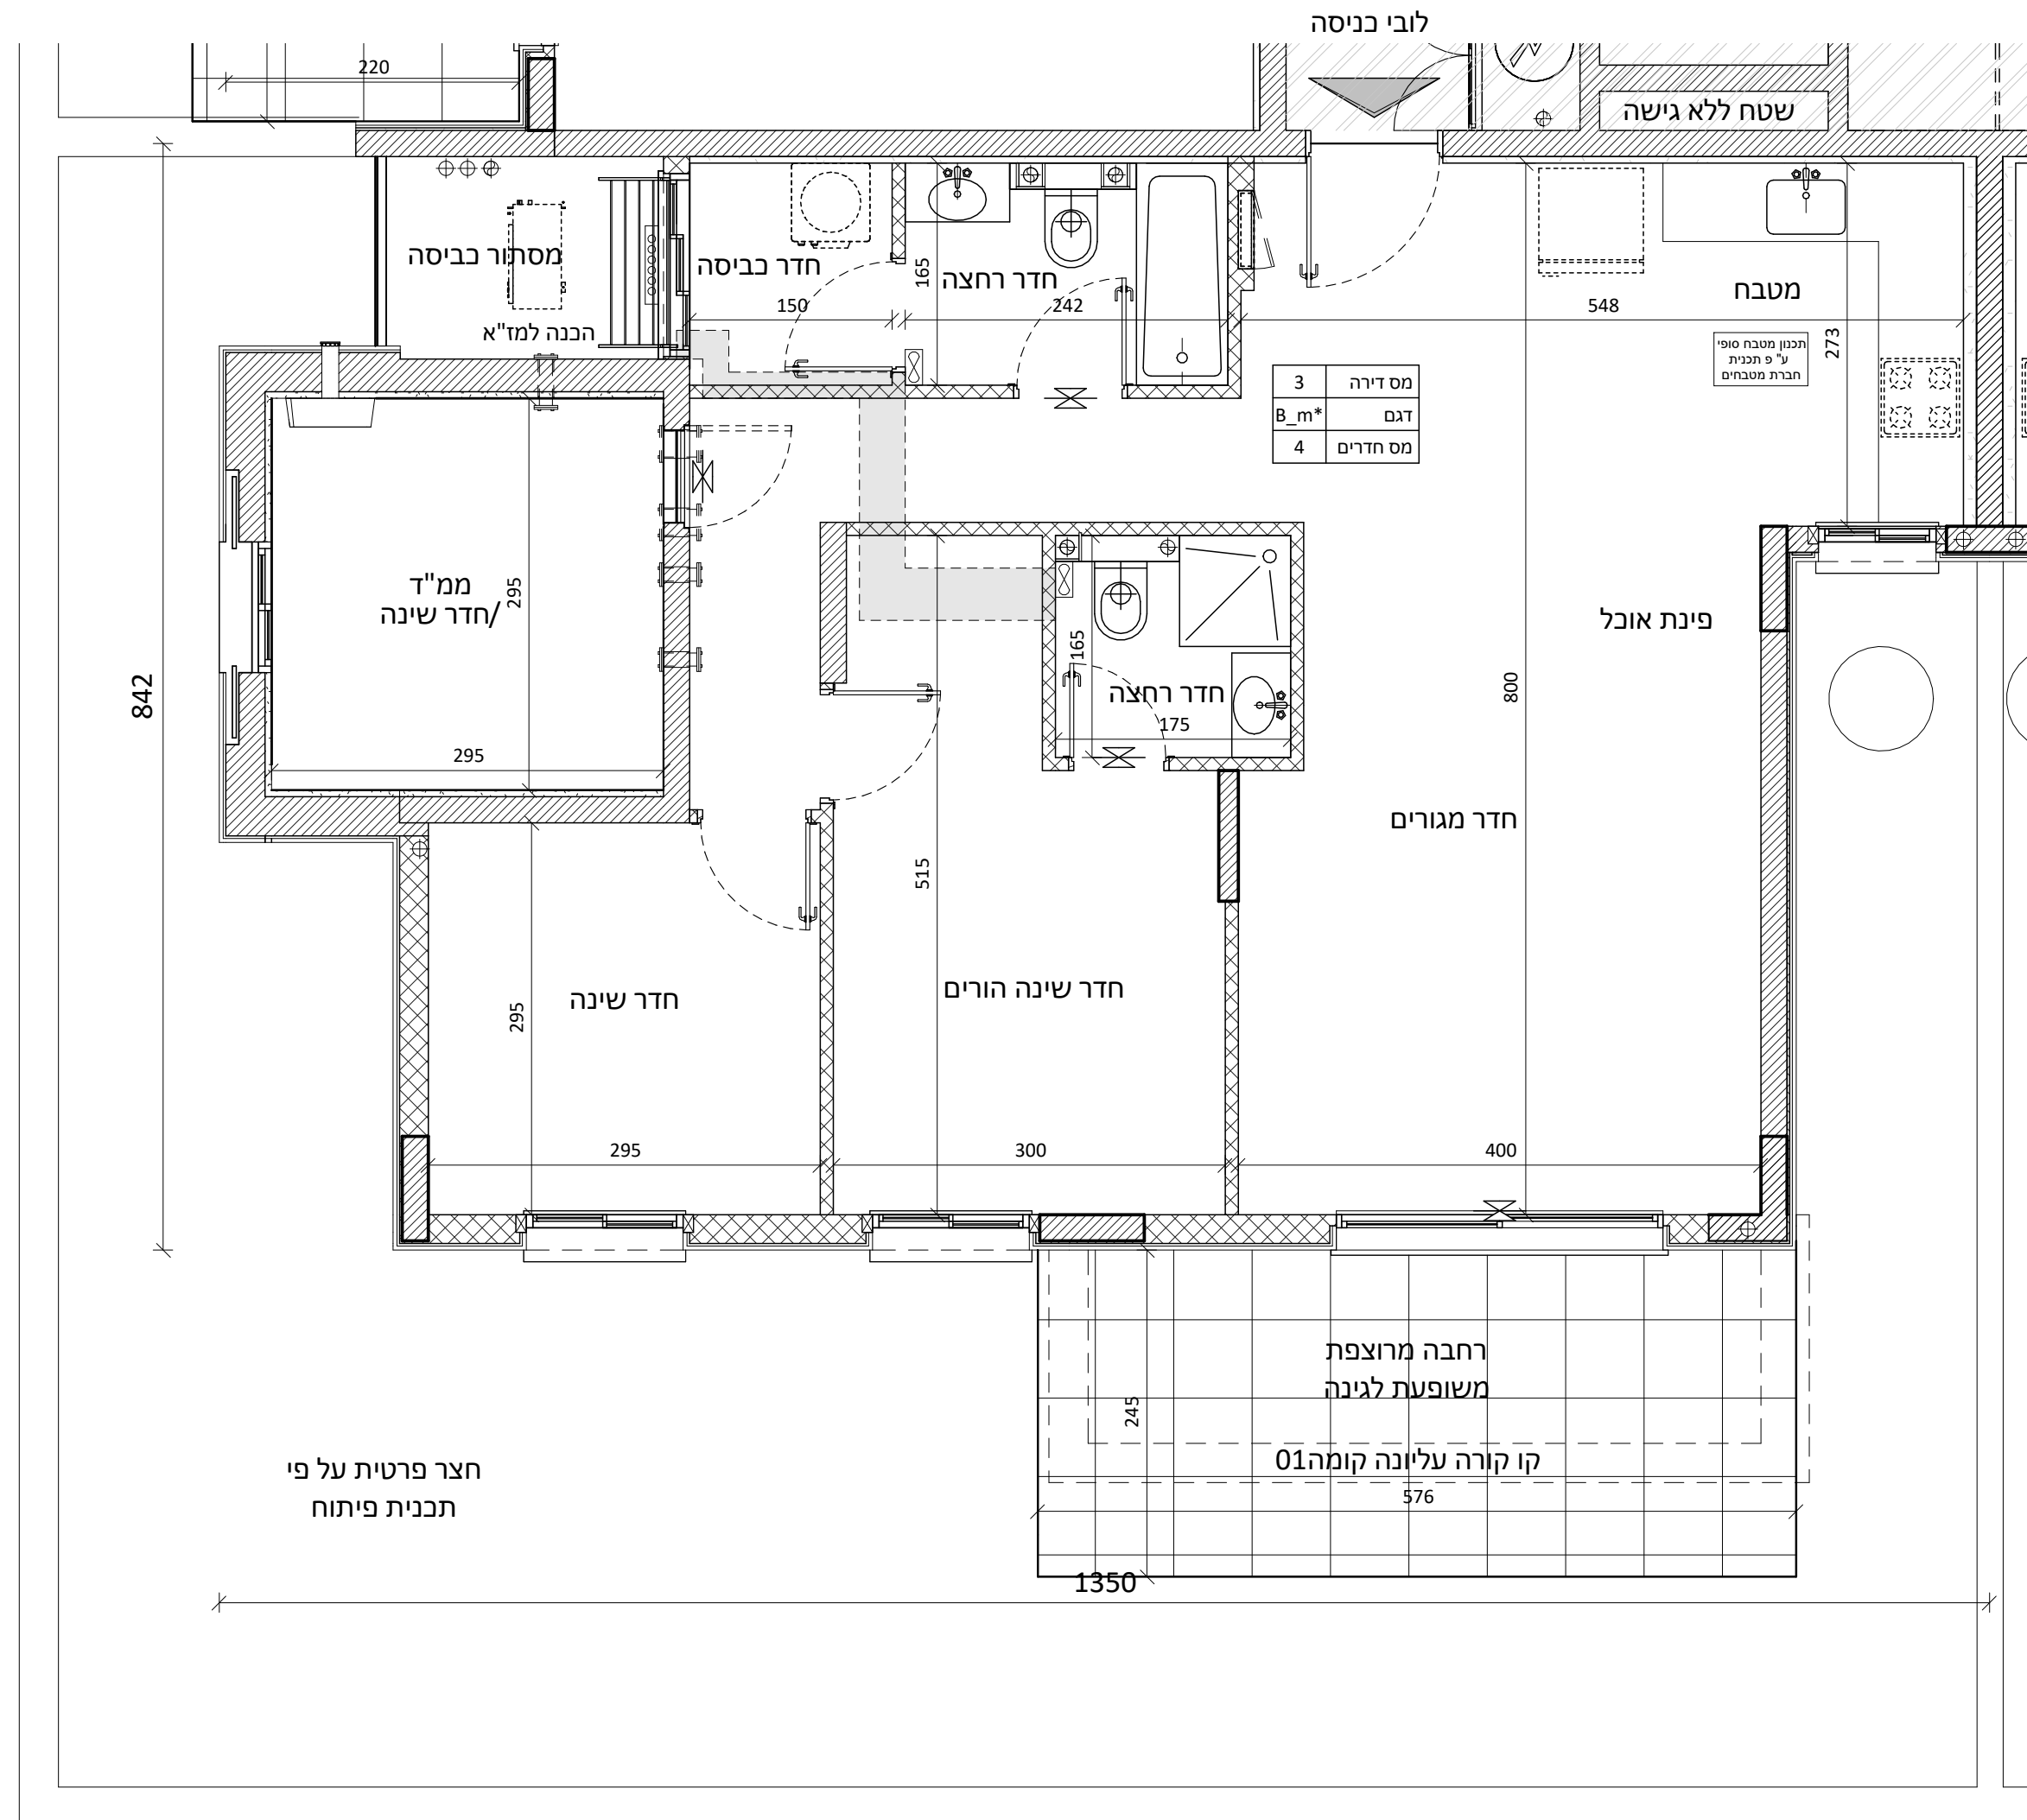 לובי כניסה
220
שטח ללא גישה
מסתור כביסה
חדר כביסה
חדר רחצה
165
מטבח
150
242
548
הכנה למז"א
273
תכנון מטבח סופי
ע" פ תכנית
חברת מטבחים
מס דירה 3
דגם B_m*
מס חדרים 4
ממ"ד
/חדר שינה
295
295
842
פינת אוכל
165
חדר רחצה
175
800
חדר מגורים
515
חדר שינה הורים
חדר שינה
295
295
300
400
רחבה מרוצפת
משופעת לגינה
245
קו קורה עליונה קומה01
576
חצר פרטית על פי
תכנית פיתוח
1350